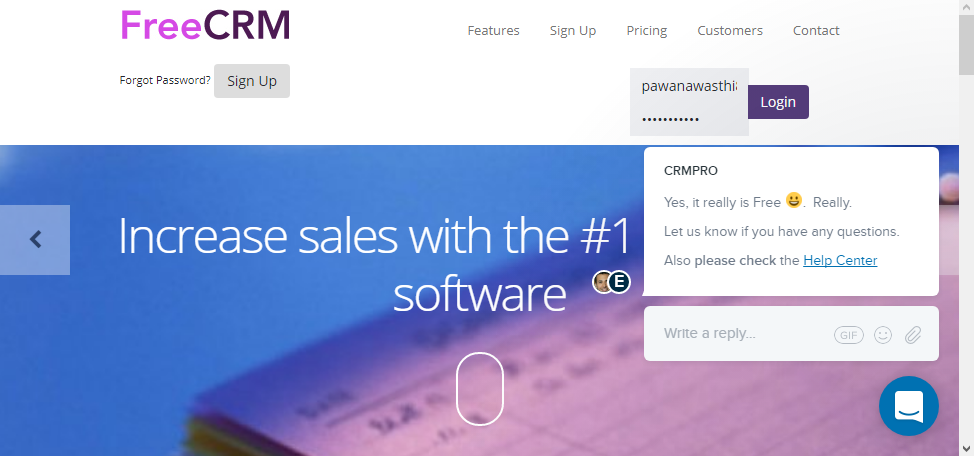 FreeCRM
Features Sign Up Pricing Customers Contact
Forgot Password? Sign Up
pawanawasthi
•••••••••••
Login
CRMPRO
Yes, it really is Free 😀. Really.
Let us know if you have any questions.
Also please check the Help Center
Increase sales with the #1
software
E
Write a reply...
GIF